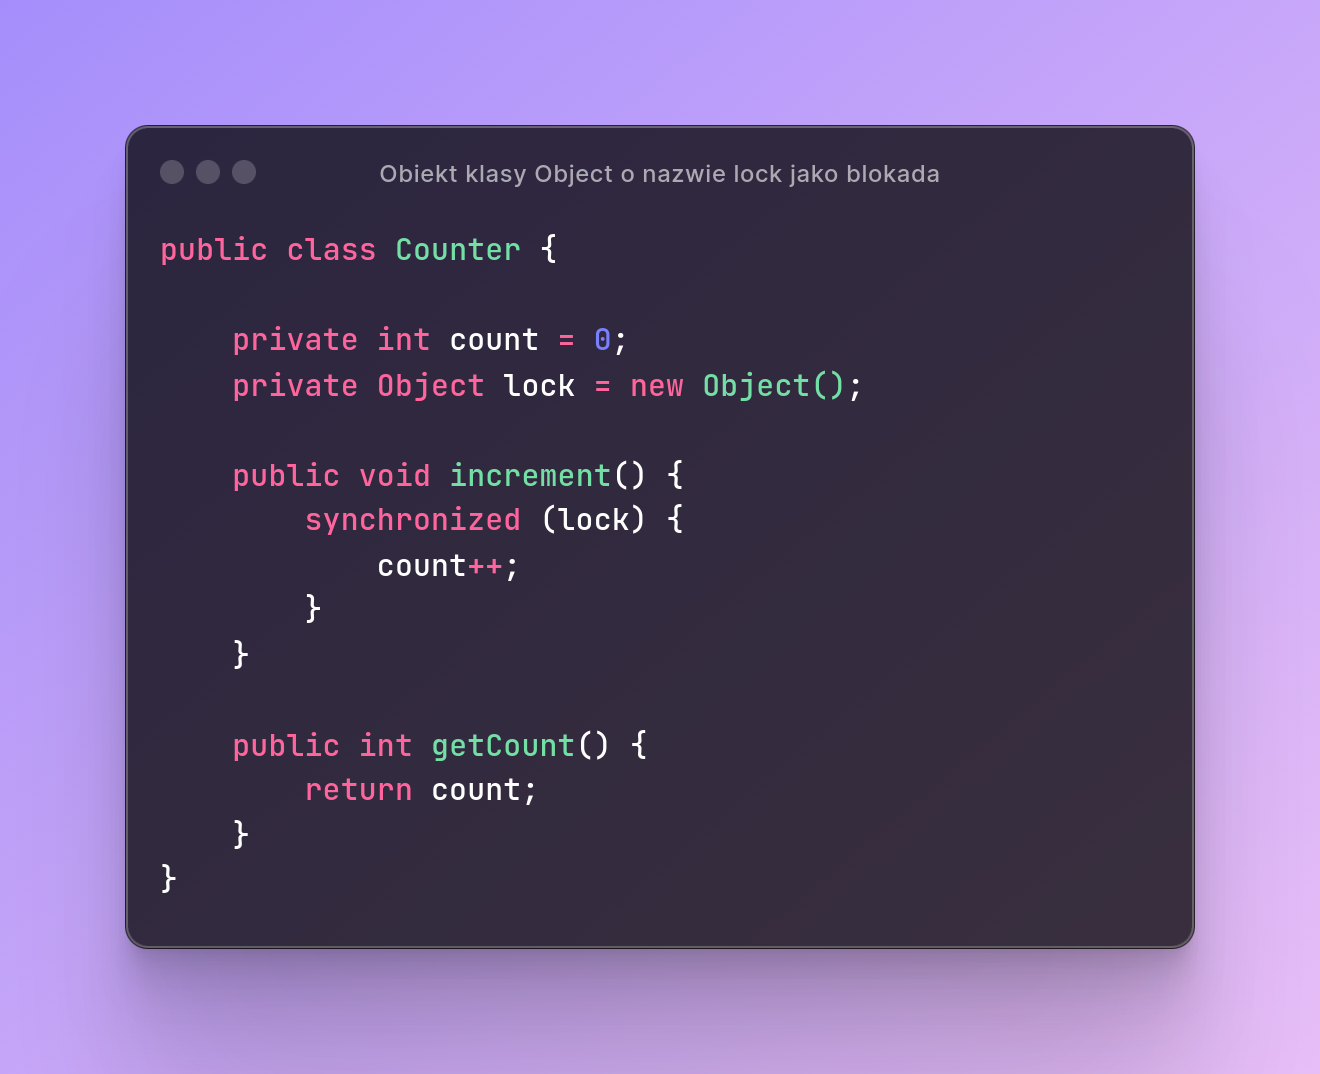 Obiekt klasy Object o nazwie lock jako blokada
public class Counter {
    private int count = 0;
    private Object lock = new Object();
    public void increment() {
        synchronized (lock) {
            count++;
        }
    }
    public int getCount() {
        return count;
    }
}